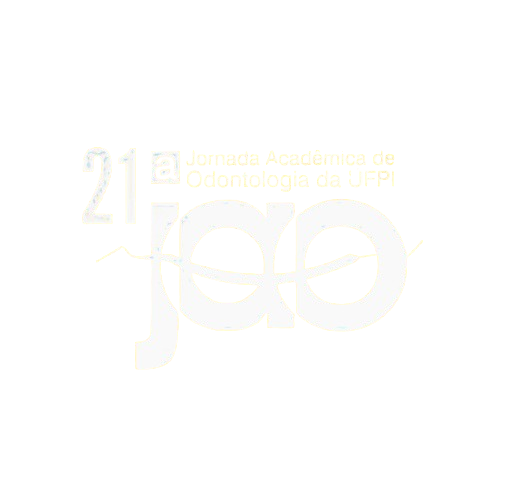 21ª Jornada Acadêmica de
Odontologia da UFPI
jao